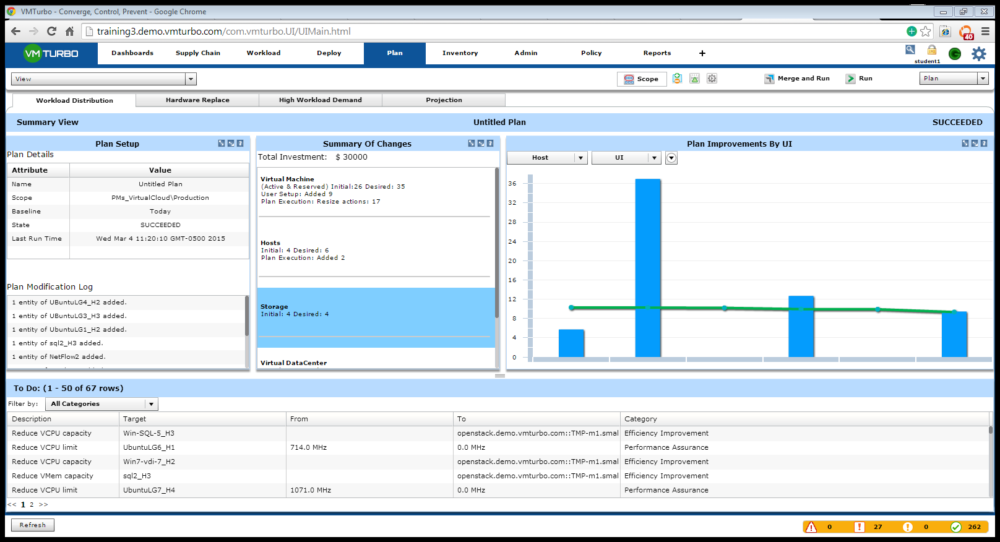 VMTurbo - Converge, Control, Prevent - Google Chrome
training3.demo.vmturbo.com/com.vmturbo.UI/UIMain.html
40
VMTURBO
Dashboards
Supply Chain
Workload
Deploy
Plan
Inventory
Admin
Policy
Reports
+
student1
View
Scope
Merge and Run
Run
Plan
Workload Distribution
Hardware Replace
High Workload Demand
Projection
Summary View
Untitled Plan
SUCCEEDED
Plan Setup
?
Plan Details
Attribute Value
Name Untitled Plan
Scope PMs_VirtualCloud\Production
Baseline Today
State SUCCEEDED
Last Run Time Wed Mar 4 11:20:10 GMT-0500 2015
Plan Modification Log
1 entity of UBuntuLG4_H2 added.
1 entity of UBuntuLG3_H3 added.
1 entity of UbuntuLG1_H2 added.
1 entity of sql2_H3 added.
1 entity of NetFlow2 added.
Summary Of Changes
?
Total Investment: $ 30000
Virtual Machine
(Active & Reserved) Initial:26 Desired: 35
User Setup: Added 9
Plan Execution: Resize actions: 17
Hosts
Initial: 4 Desired: 6
Plan Execution: Added 2
Storage
Initial: 4 Desired: 4
Virtual DataCenter
Plan Improvements By UI
?
Host
UI
36
32
28
24
20
16
12
8
4
0
To Do: (1 - 50 of 67 rows)
Filter by: All Categories
Description Target From To Category
Reduce VCPU capacity Win-SQL-5_H3 openstack.demo.vmturbo.com::TMP-m1.smal Efficiency Improvement
Reduce VCPU limit UbuntuLG6_H1 714.0 MHz 0.0 MHz Performance Assurance
Reduce VCPU capacity Win7-vdi-7_H2 openstack.demo.vmturbo.com::TMP-m1.smal Efficiency Improvement
Reduce VMem capacity sql2_H3 openstack.demo.vmturbo.com::TMP-m1.smal Efficiency Improvement
Reduce VCPU limit UbuntuLG7_H4 1071.0 MHz 0.0 MHz Performance Assurance
<< 1 2 >>
Refresh
0
27
0
262